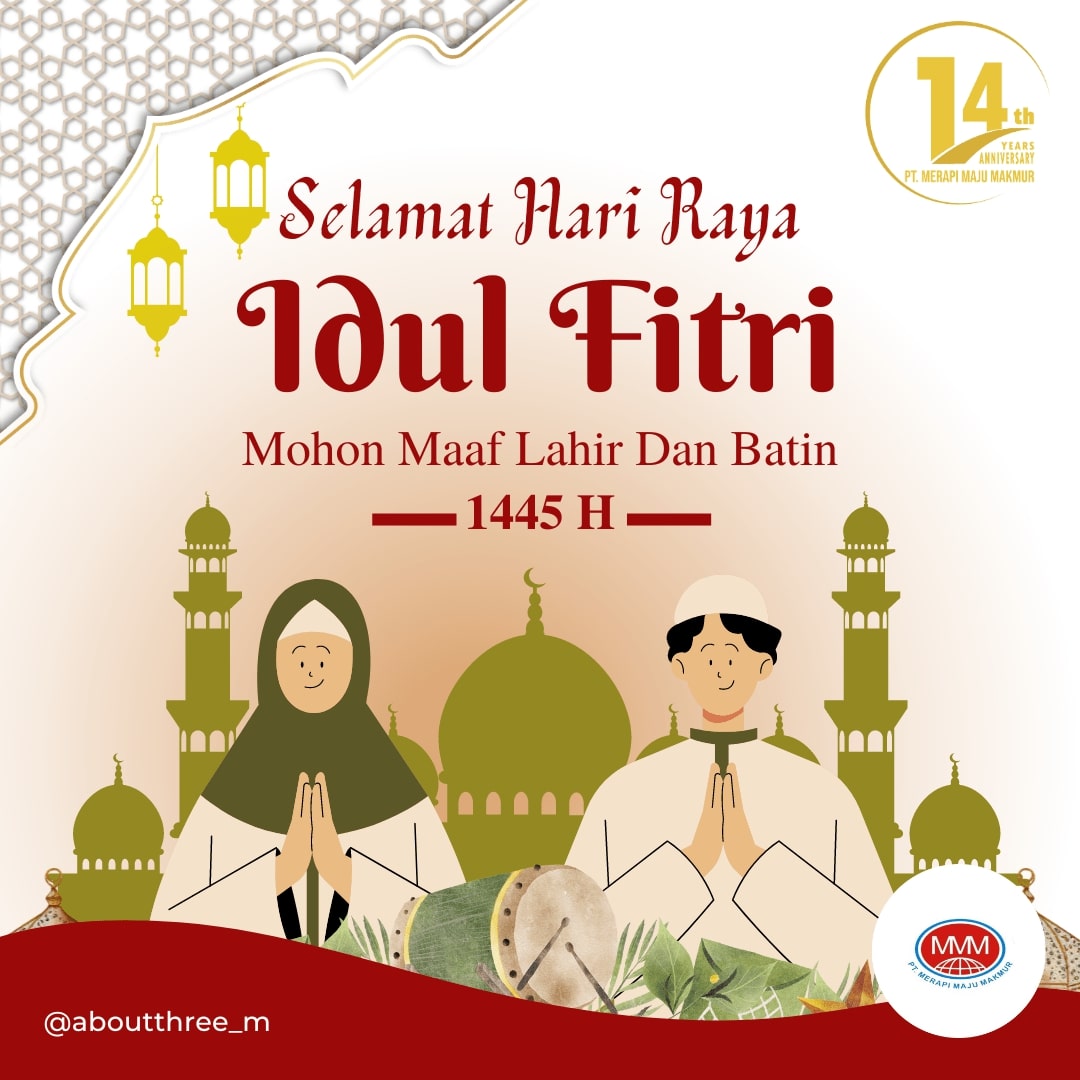 14th
YEARS
ANNIVERSARY
PT. MERAPI MAJU MAKMUR
Selamat Hari Raya
Idul Fitri
Mohon Maaf Lahir Dan Batin
1445 H
MMM
PT. MERAPI MAJU MAKMUR
@aboutthree_m